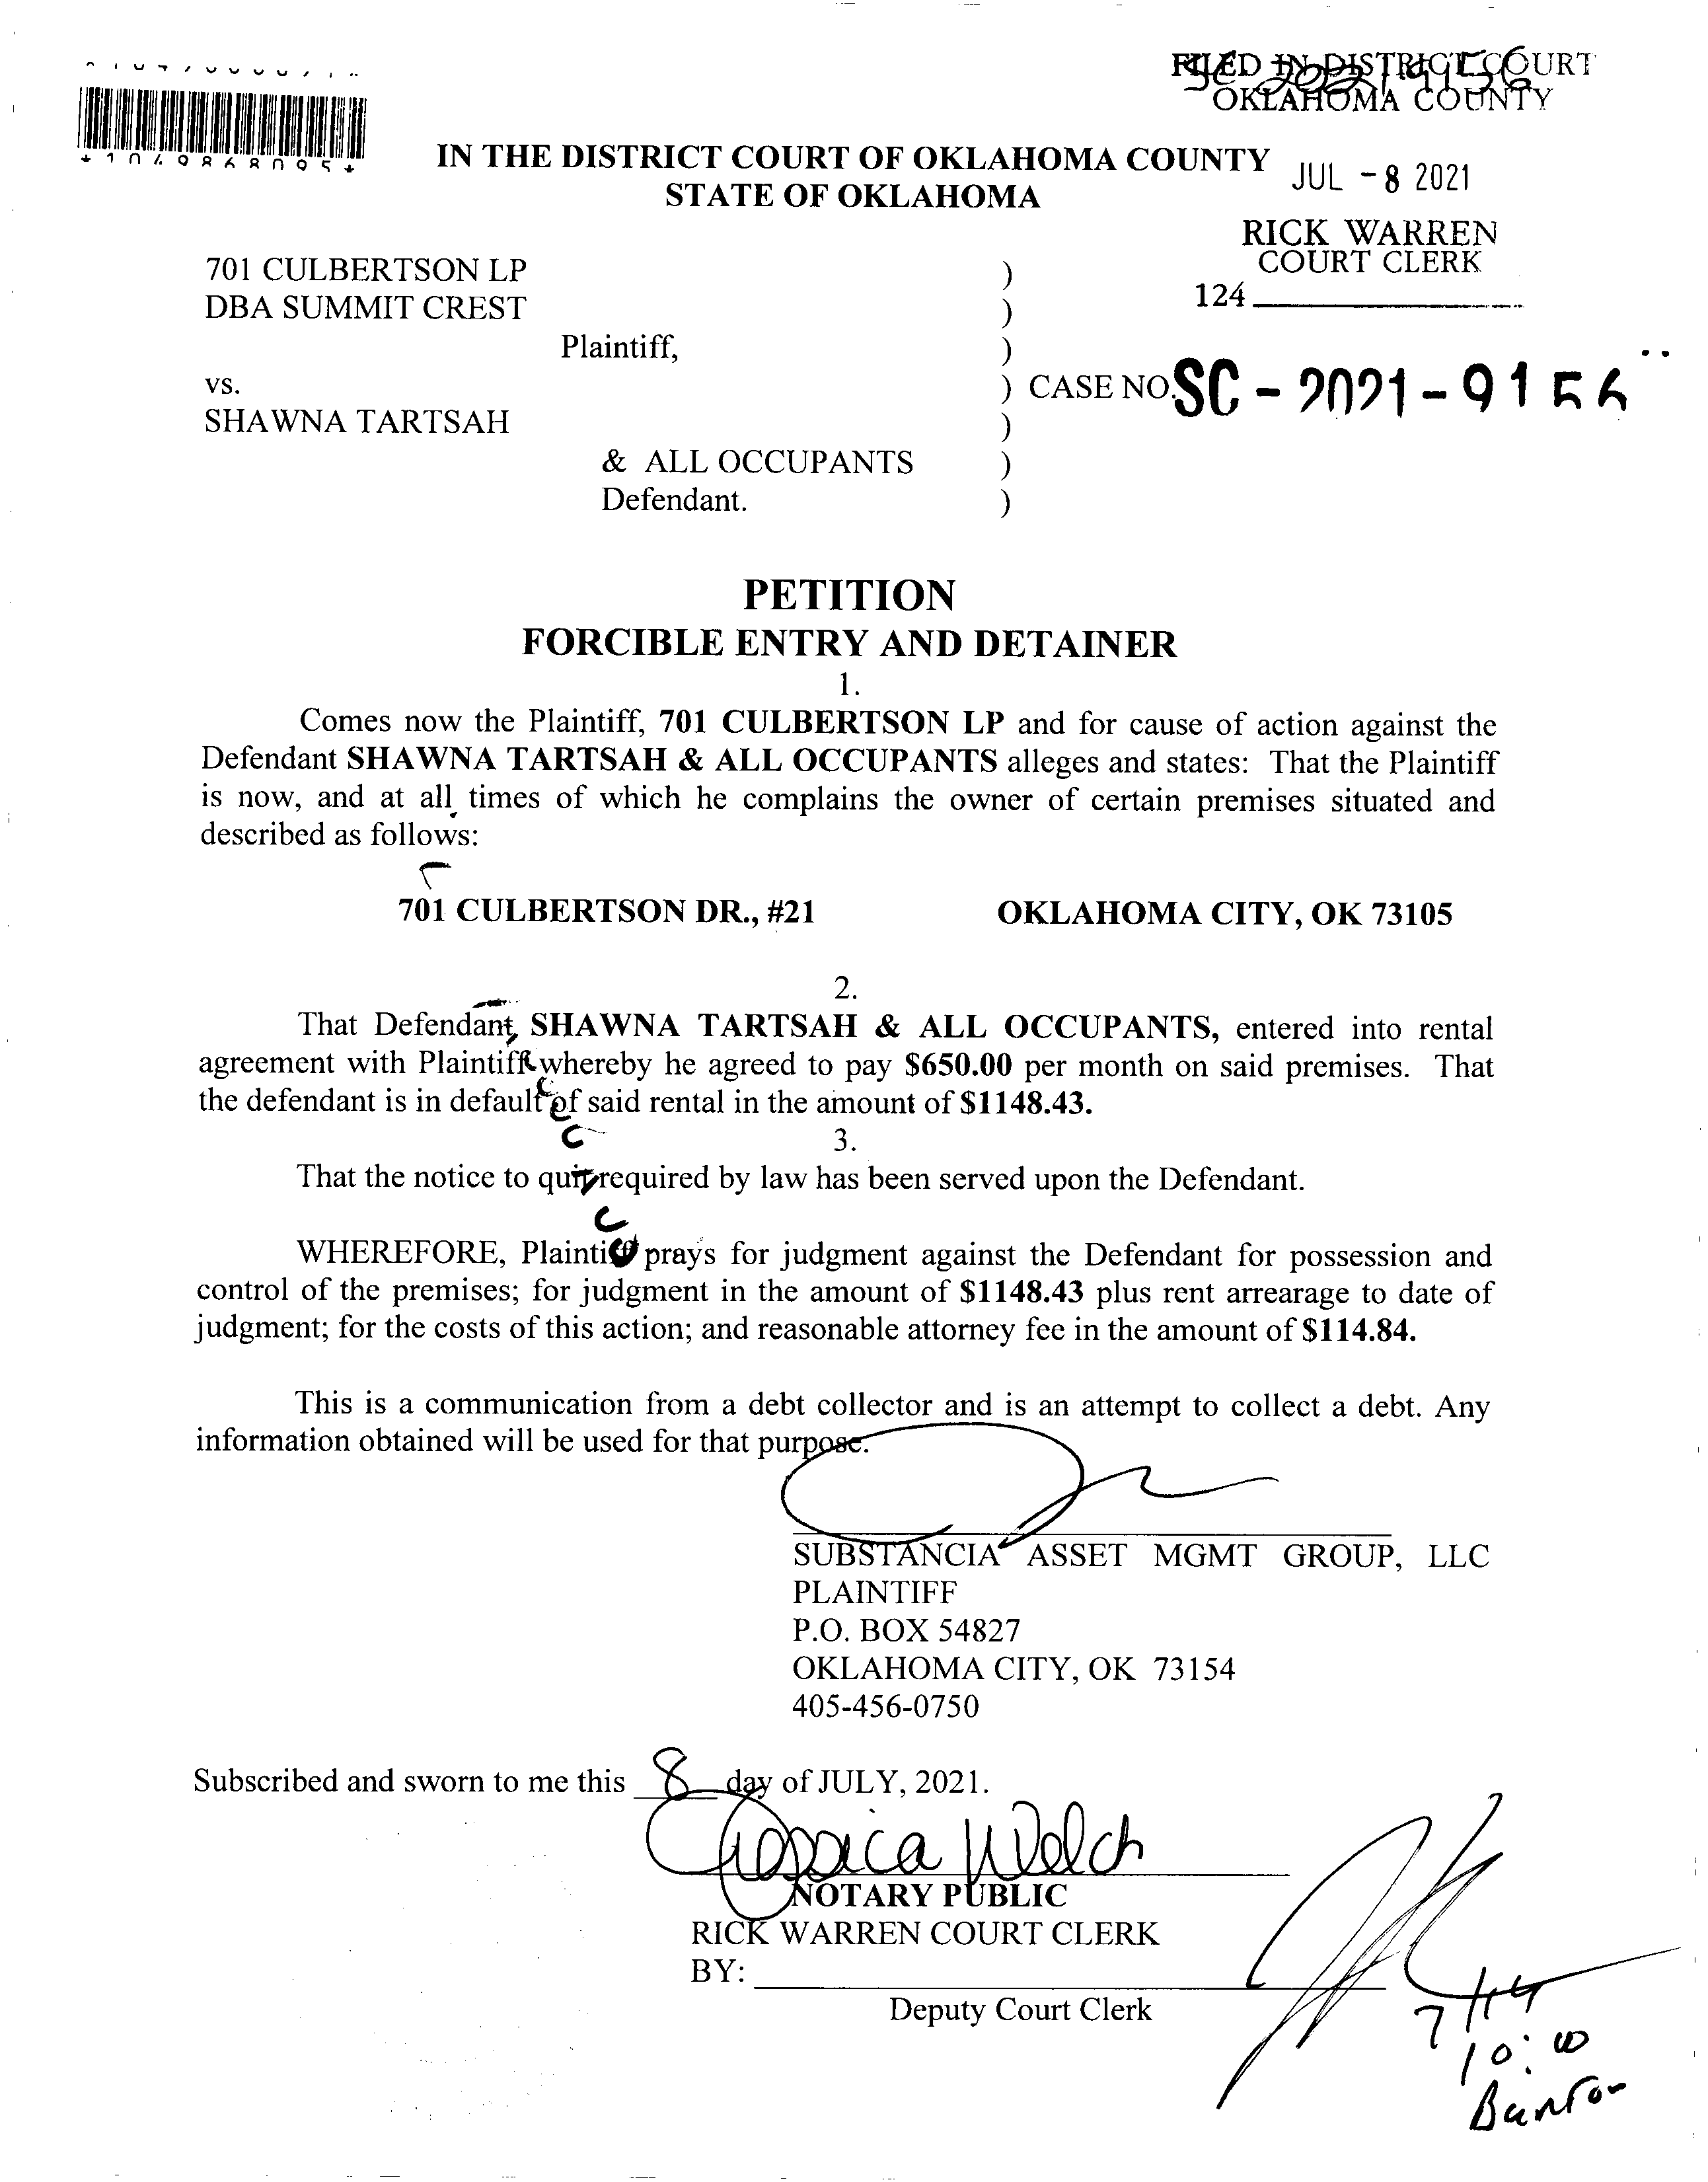 FILED IN DISTRICT COURT
OKLAHOMA COUNTY
SC 2021 9156
*1049868095*
IN THE DISTRICT COURT OF OKLAHOMA COUNTY
STATE OF OKLAHOMA
JUL -8 2021
RICK WARREN
COURT CLERK
124
701 CULBERTSON LP )
DBA SUMMIT CREST )
Plaintiff, )
vs. ) CASE NO. SC - 2021 - 9156
SHAWNA TARTSAH )
& ALL OCCUPANTS )
Defendant. )
PETITION
FORCIBLE ENTRY AND DETAINER
1.
Comes now the Plaintiff, 701 CULBERTSON LP and for cause of action against the
Defendant SHAWNA TARTSAH & ALL OCCUPANTS alleges and states: That the Plaintiff
is now, and at all times of which he complains the owner of certain premises situated and
described as follows:
701 CULBERTSON DR., #21 OKLAHOMA CITY, OK 73105
2.
That Defendant, SHAWNA TARTSAH & ALL OCCUPANTS, entered into rental
agreement with Plaintiff whereby he agreed to pay $650.00 per month on said premises. That
the defendant is in default of said rental in the amount of $1148.43.
3.
That the notice to quit required by law has been served upon the Defendant.
WHEREFORE, Plaintiff prays for judgment against the Defendant for possession and
control of the premises; for judgment in the amount of $1148.43 plus rent arrearage to date of
judgment; for the costs of this action; and reasonable attorney fee in the amount of $114.84.
This is a communication from a debt collector and is an attempt to collect a debt. Any
information obtained will be used for that purpose.
SUBSTANCIA ASSET MGMT GROUP, LLC
PLAINTIFF
P.O. BOX 54827
OKLAHOMA CITY, OK 73154
405-456-0750
Subscribed and sworn to me this 8 day of JULY, 2021.
Jessica Welch
NOTARY PUBLIC
RICK WARREN COURT CLERK
BY:
Deputy Court Clerk
10:00